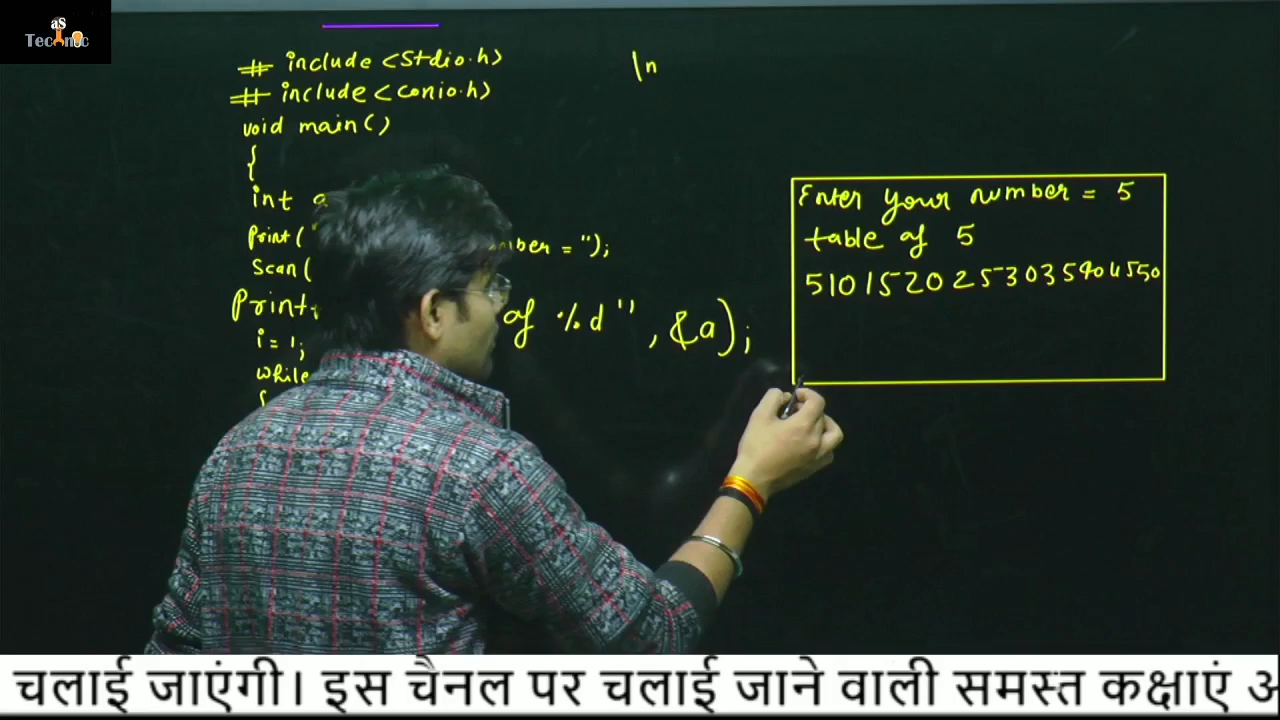 as
Teconic
# include <stdio.h>
# include <conio.h>
\n
void main()
{
int a
Print("
mber = ");
Scan(
Print
of %d", &a);
i = 1;
while
{
Enter your number = 5
table of 5
5 10 15 20 25 30 35 40 45 50
चलाई जाएंगी। इस चैनल पर चलाई जाने वाली समस्त कक्षाएं अ